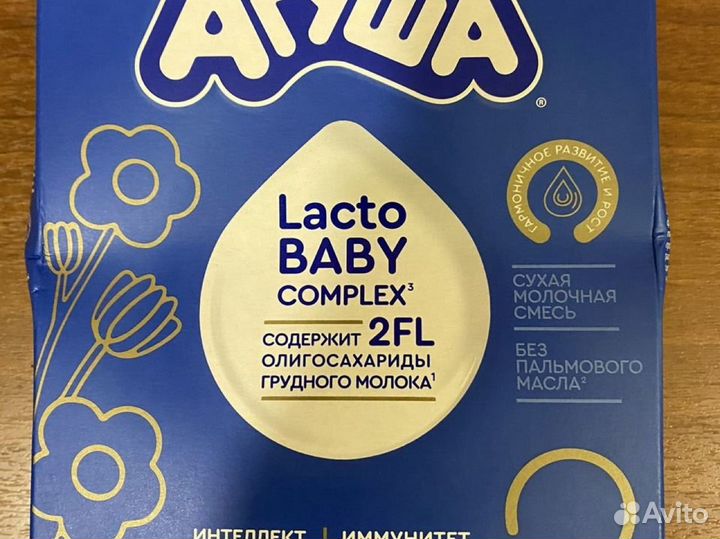 АГУША
®
Lacto
BABY
COMPLEX³
СОДЕРЖИТ 2FL
ОЛИГОСАХАРИДЫ
ГРУДНОГО МОЛОКА¹
ГАРМОНИЧНОЕ РАЗВИТИЕ И РОСТ
СУХАЯ
МОЛОЧНАЯ
СМЕСЬ
БЕЗ
ПАЛЬМОВОГО
МАСЛА²
ИНТЕЛЛЕКТ | ИММУНИТЕТ
Avito